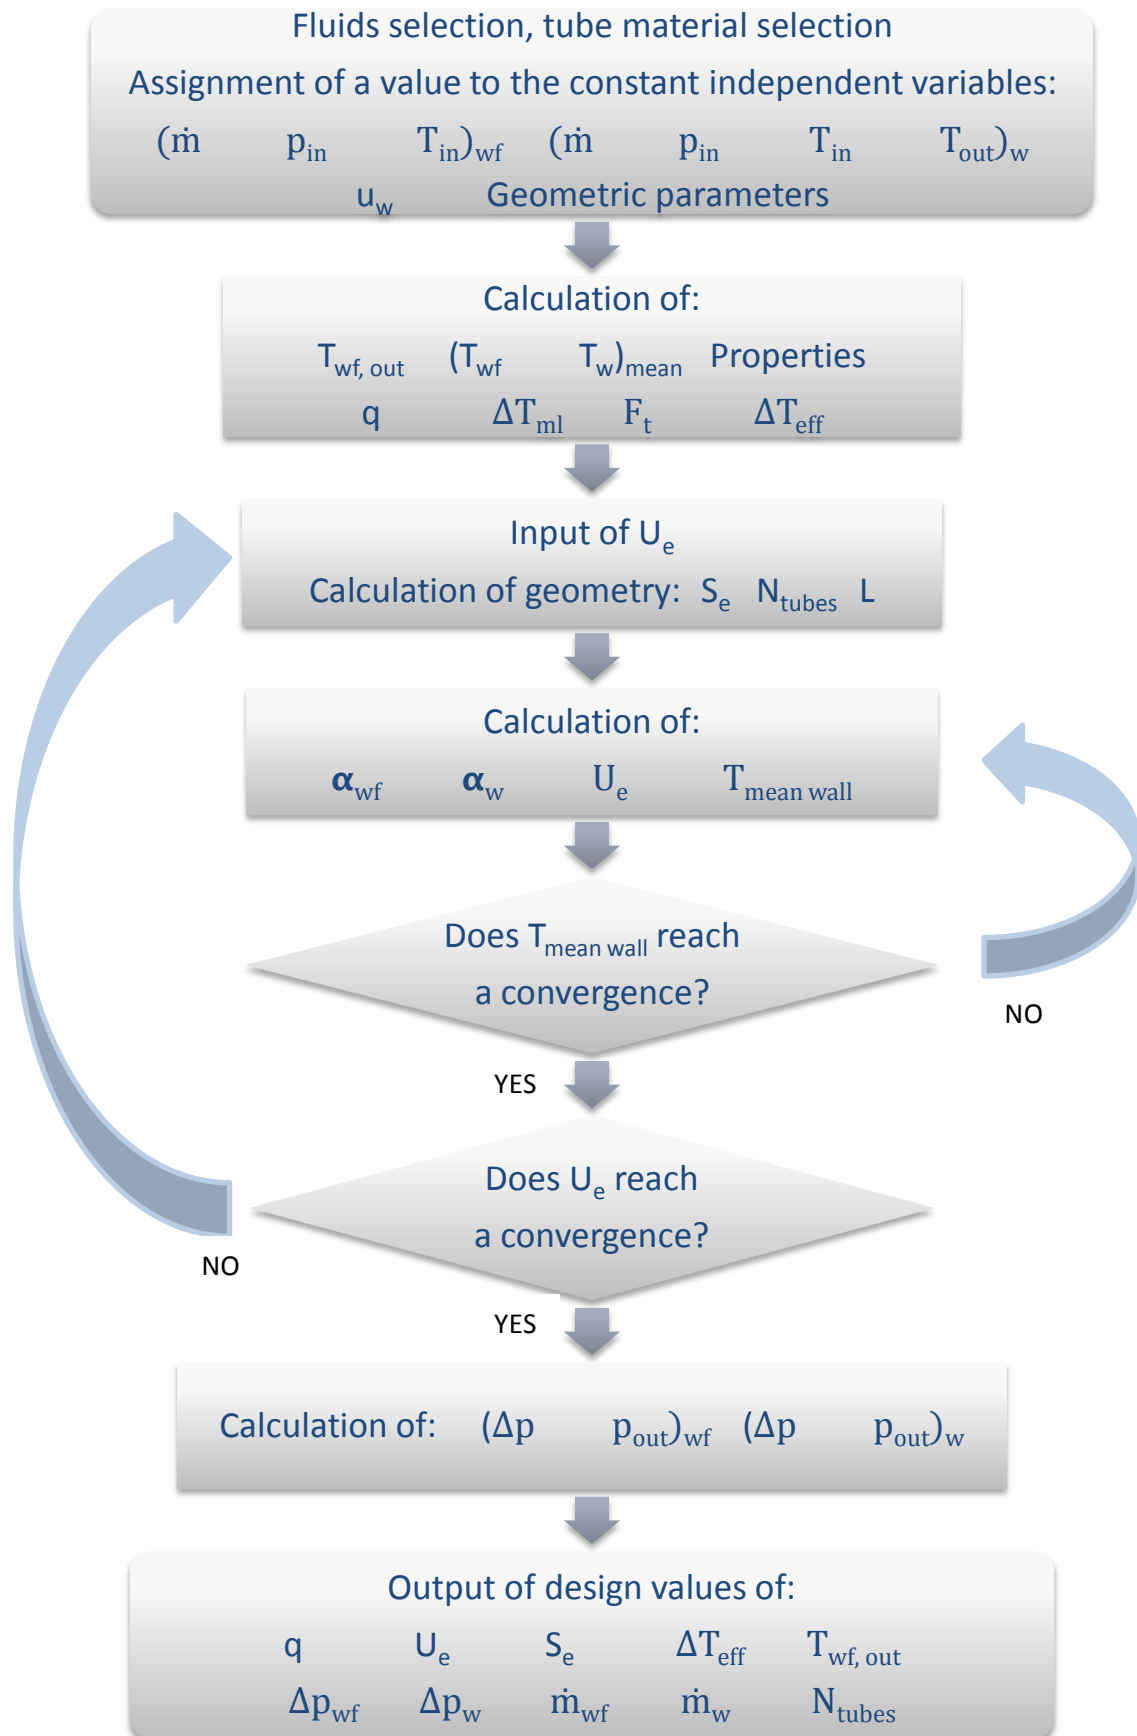 Fluids selection, tube material selection
Assignment of a value to the constant independent variables:
(ṁ p_in T_in)_wf (ṁ p_in T_in T_out)_w
u_w Geometric parameters
Calculation of:
T_wf, out (T_wf T_w)_mean Properties
q ΔT_ml F_t ΔT_eff
Input of U_e
Calculation of geometry: S_e N_tubes L
Calculation of:
α_wf α_w U_e T_mean wall
Does T_mean wall reach
a convergence?
NO
YES
Does U_e reach
a convergence?
NO
YES
Calculation of: (Δp p_out)_wf (Δp p_out)_w
Output of design values of:
q U_e S_e ΔT_eff T_wf, out
Δp_wf Δp_w ṁ_wf ṁ_w N_tubes